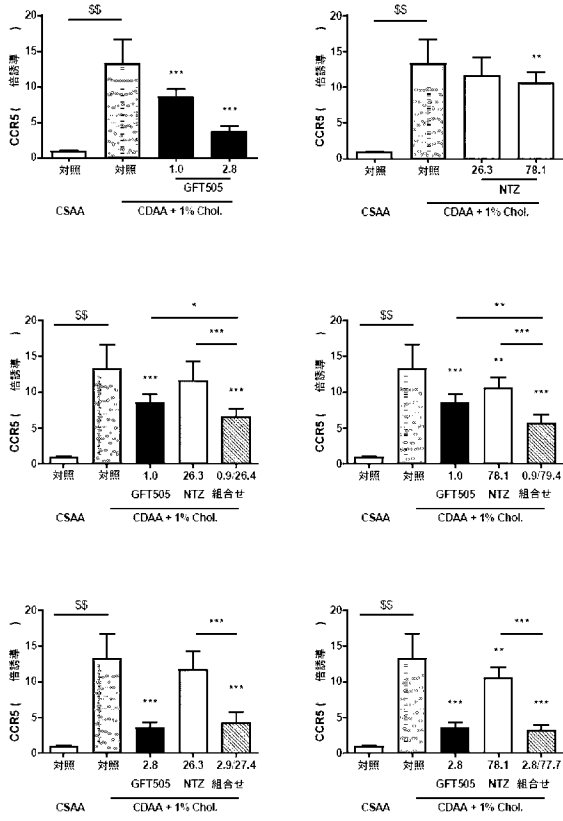 20
$$
15
***
10
***
5
0
CCR5 ( 倍誘導 )
対照 対照 1.0 2.8
GFT505
CSAA CDAA + 1% Chol.
20
$$
15
**
10
5
0
CCR5 ( 倍誘導 )
対照 対照 26.3 78.1
NTZ
CSAA CDAA + 1% Chol.
20
*
$$
***
15
***
10
***
5
0
CCR5 ( 倍誘導 )
対照 対照 1.0 26.3 0.9/26.4
GFT505 NTZ 組合せ
CSAA CDAA + 1% Chol.
20
**
$$
***
15
**
***
10
***
5
0
CCR5 ( 倍誘導 )
対照 対照 1.0 78.1 0.9/79.4
GFT505 NTZ 組合せ
CSAA CDAA + 1% Chol.
20
$$
***
15
10
***
***
5
0
CCR5 ( 倍誘導 )
対照 対照 2.8 26.3 2.9/27.4
GFT505 NTZ 組合せ
CSAA CDAA + 1% Chol.
20
$$
***
15
**
10
***
***
5
0
CCR5 ( 倍誘導 )
対照 対照 2.8 78.1 2.8/77.7
GFT505 NTZ 組合せ
CSAA CDAA + 1% Chol.